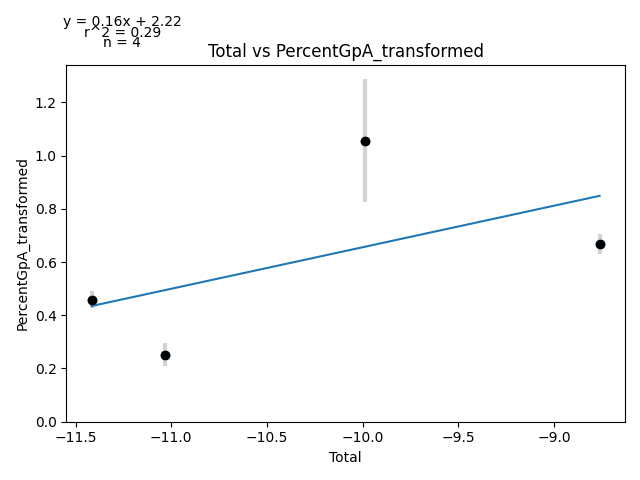 y = 0.16x + 2.22
r^2 = 0.29
n = 4
Total vs PercentGpA_transformed
PercentGpA_transformed
1.2
1.0
0.8
0.6
0.4
0.2
0.0
−11.5 −11.0 −10.5 −10.0 −9.5 −9.0
Total